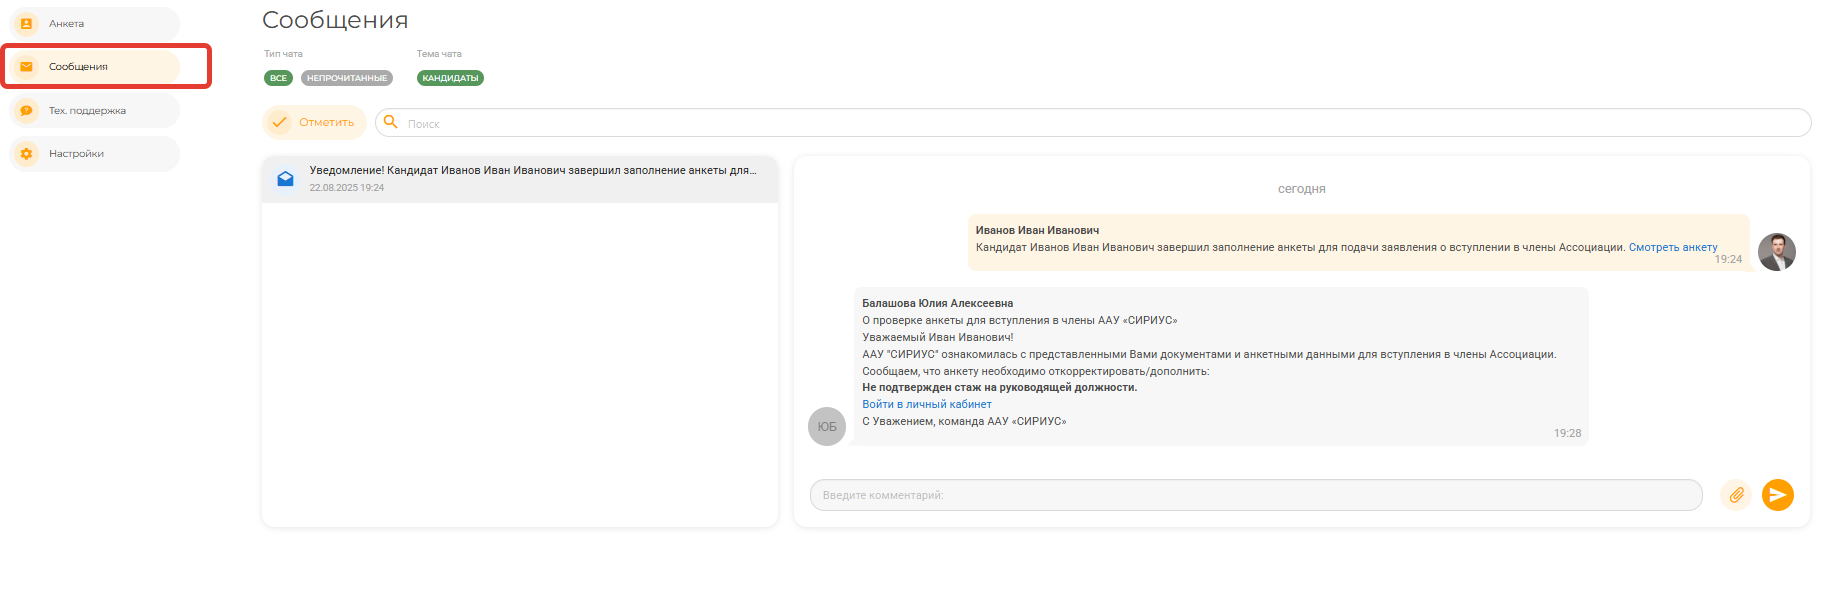 Анкета
Сообщения
Тех. поддержка
Настройки
Сообщения
Тип чата
Тема чата
ВСЕ
НЕПРОЧИТАННЫЕ
КАНДИДАТЫ
Отметить
Поиск
Уведомление! Кандидат Иванов Иван Иванович завершил заполнение анкеты для...
22.08.2025 19:24
сегодня
Иванов Иван Иванович
Кандидат Иванов Иван Иванович завершил заполнение анкеты для подачи заявления о вступлении в члены Ассоциации. Смотреть анкету
19:24
Балашова Юлия Алексеевна
О проверке анкеты для вступления в члены ААУ «СИРИУС»
Уважаемый Иван Иванович!
ААУ "СИРИУС" ознакомилась с представленными Вами документами и анкетными данными для вступления в члены Ассоциации.
Сообщаем, что анкету необходимо откорректировать/дополнить:
Не подтвержден стаж на руководящей должности.
Войти в личный кабинет
С Уважением, команда ААУ «СИРИУС»
ЮБ
19:28
Введите комментарий: